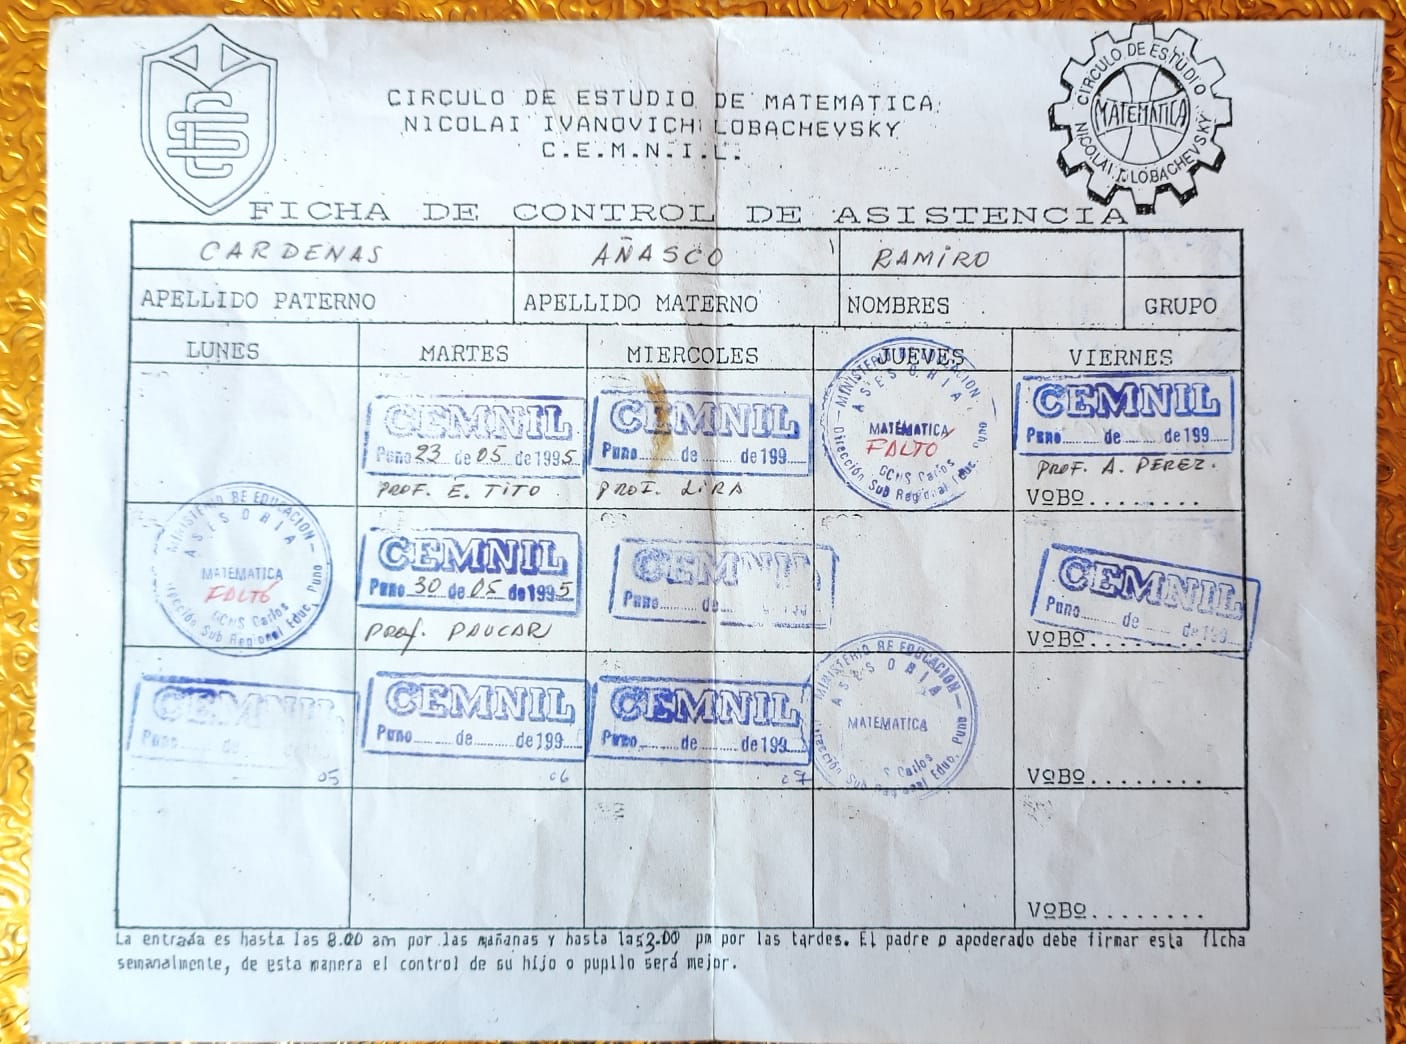 CIRCULO DE ESTUDIO DE MATEMATICA
NICOLAI IVANOVICH LOBACHEVSKY
C.E.M.N.I.L.
CIRCULO DE ESTUDIO
MATEMATICA
NICOLAI I. LOBACHEVSKY
FICHA DE CONTROL DE ASISTENCIA
CARDENAS AÑASCO RAMIRO
APELLIDO PATERNO APELLIDO MATERNO NOMBRES GRUPO
LUNES MARTES MIERCOLES JUEVES VIERNES
CEMNIL
Puno 23 de 05 de 1995
PROF. E. TITO
CEMNIL
Puno........ de ........ de 199....
PROF. LIRA
MINISTERIO DE EDUCACION
ASESORIA
MATEMATICA
FALTO
GCNS Carlos
Dirección Sub Regional Educ. Puno
CEMNIL
Puno........ de ........ de 199....
PROF. A. PEREZ.
VºBº........
MINISTERIO DE EDUCACION
ASESORIA
MATEMATICA
FALTÓ
GCNS Carlos
Dirección Sub Regional Educ. Puno
CEMNIL
Puno 30 de 05 de 1995
Prof. PAUCAR
CEMNIL
Puno........ de
CEMNIL
Puno........ de ........ de 199....
VºBº........
CEMNIL
Puno........ de
05
CEMNIL
Puno........ de ........ de 199....
06
CEMNIL
Puno........ de ........ de 199....
07
MINISTERIO DE EDUCACION
ASESORIA
MATEMATICA
S Carlos
Dirección Sub Regional Educ. Puno
VºBº........
VºBº........
La entrada es hasta las 8.00 am por las mañanas y hasta las 3.00 pm por las tardes. El padre o apoderado debe firmar esta ficha
semanalmente, de esta manera el control de su hijo o pupilo será mejor.